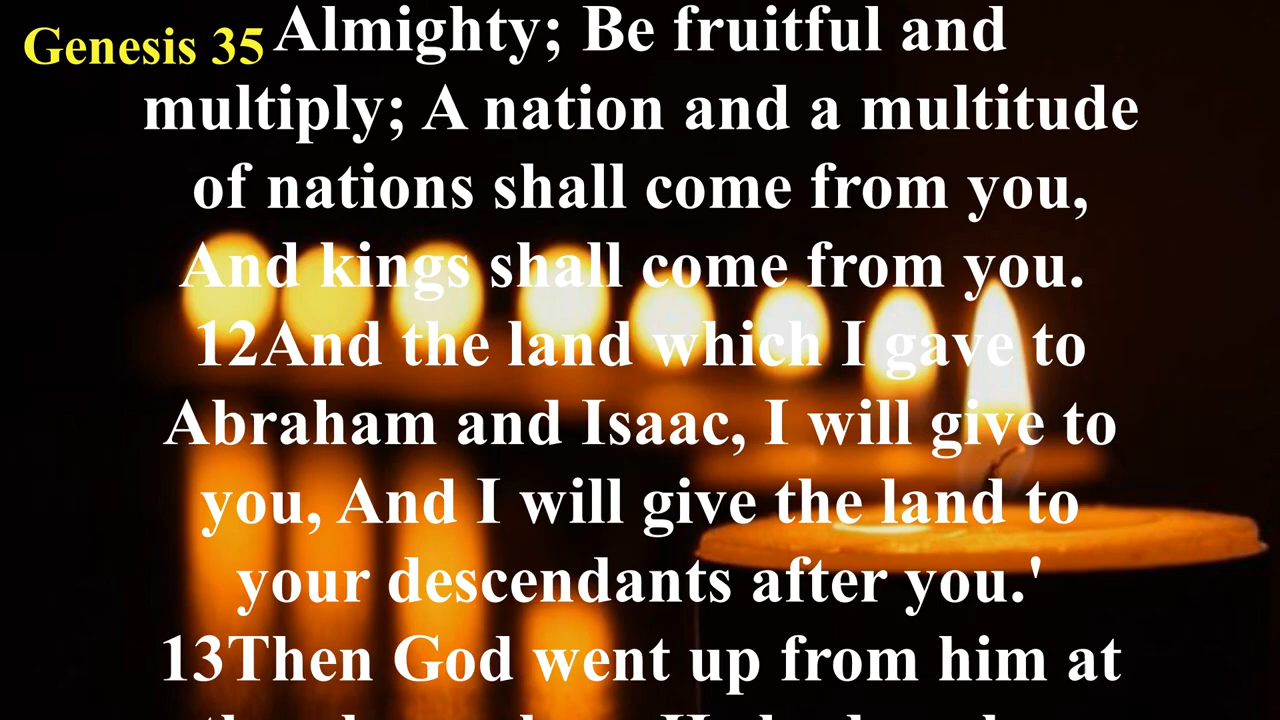 Genesis 35
Almighty; Be fruitful and
multiply; A nation and a multitude
of nations shall come from you,
And kings shall come from you.
12And the land which I gave to
Abraham and Isaac, I will give to
you, And I will give the land to
your descendants after you.'
13Then God went up from him at